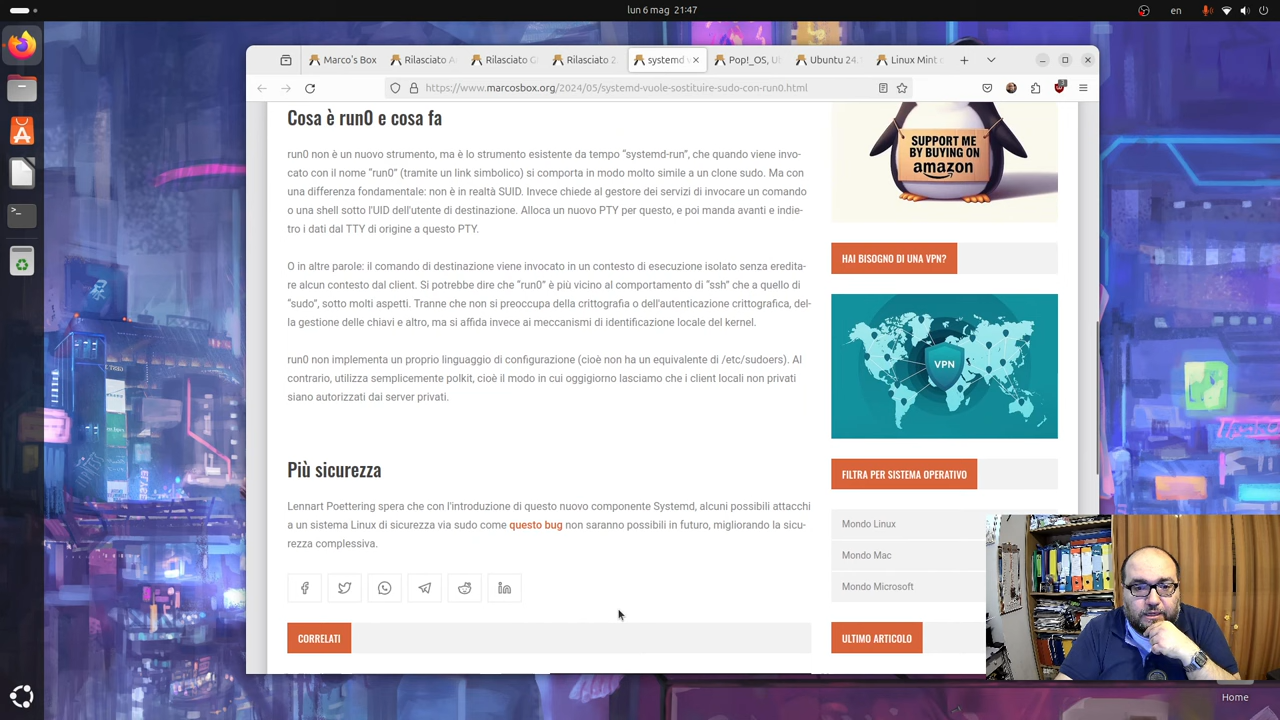 lun 6 mag 21:47
en
Marco's Box
Rilasciato A
Rilasciato G
Rilasciato 2
systemd
Pop!_OS, U
Ubuntu 24.
Linux Mint
https://www.marcosbox.org/2024/05/systemd-vuole-sostituire-sudo-con-run0.html
Cosa è run0 e cosa fa
run0 non è un nuovo strumento, ma è lo strumento esistente da tempo “systemd-run”, che quando viene invo-
cato con il nome “run0” (tramite un link simbolico) si comporta in modo molto simile a un clone sudo. Ma con
una differenza fondamentale: non è in realtà SUID. Invece chiede al gestore dei servizi di invocare un comando
o una shell sotto l'UID dell'utente di destinazione. Alloca un nuovo PTY per questo, e poi manda avanti e indie-
tro i dati dal TTY di origine a questo PTY.
O in altre parole: il comando di destinazione viene invocato in un contesto di esecuzione isolato senza eredita-
re alcun contesto dal client. Si potrebbe dire che “run0” è più vicino al comportamento di “ssh” che a quello di
“sudo”, sotto molti aspetti. Tranne che non si preoccupa della crittografia o dell'autenticazione crittografica, del-
la gestione delle chiavi e altro, ma si affida invece ai meccanismi di identificazione locale del kernel.
run0 non implementa un proprio linguaggio di configurazione (cioè non ha un equivalente di /etc/sudoers). Al
contrario, utilizza semplicemente polkit, cioè il modo in cui oggigiorno lasciamo che i client locali non privati
siano autorizzati dai server privati.
Più sicurezza
Lennart Poettering spera che con l'introduzione di questo nuovo componente Systemd, alcuni possibili attacchi
a un sistema Linux di sicurezza via sudo come questo bug non saranno possibili in futuro, migliorando la sicu-
rezza complessiva.
CORRELATI
SUPPORT ME
BY BUYING ON
amazon
HAI BISOGNO DI UNA VPN?
VPN
FILTRA PER SISTEMA OPERATIVO
Mondo Linux
Mondo Mac
Mondo Microsoft
ULTIMO ARTICOLO
Home